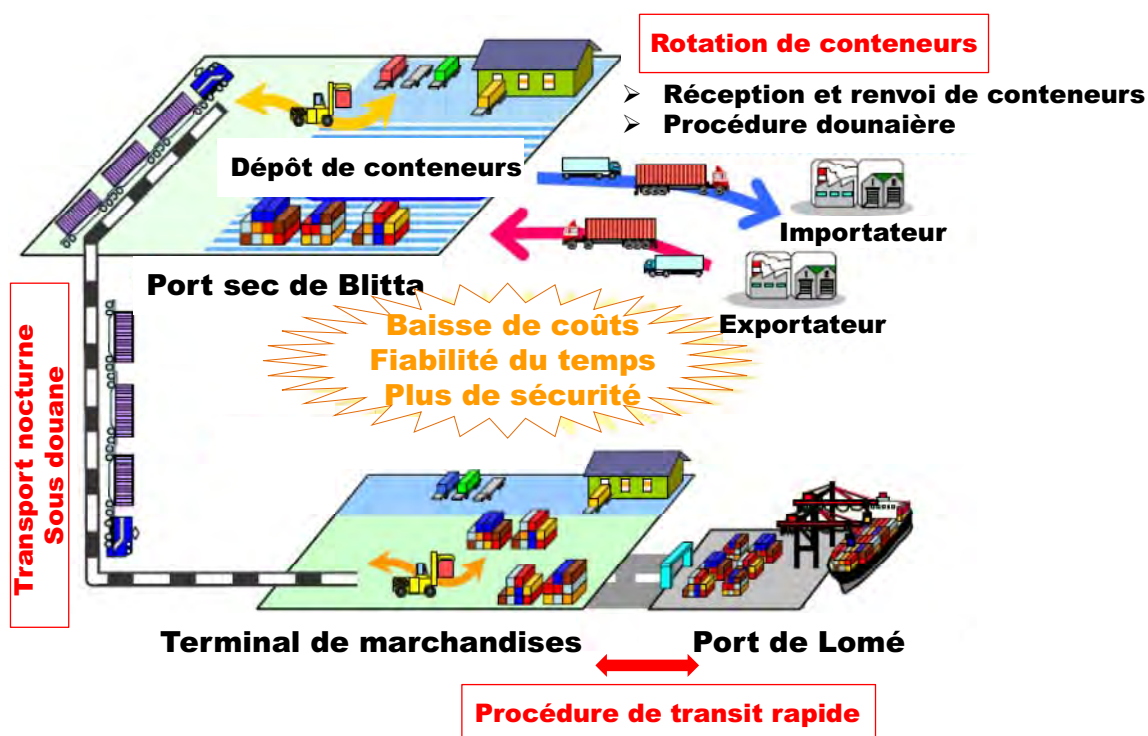 Rotation de conteneurs
➢ Réception et renvoi de conteneurs
➢ Procédure dounaière
Dépôt de conteneurs
Importateur
Port sec de Blitta
Exportateur
Baisse de coûts
Fiabilité du temps
Plus de sécurité
Transport nocturne
Sous douane
Terminal de marchandises
Port de Lomé
Procédure de transit rapide